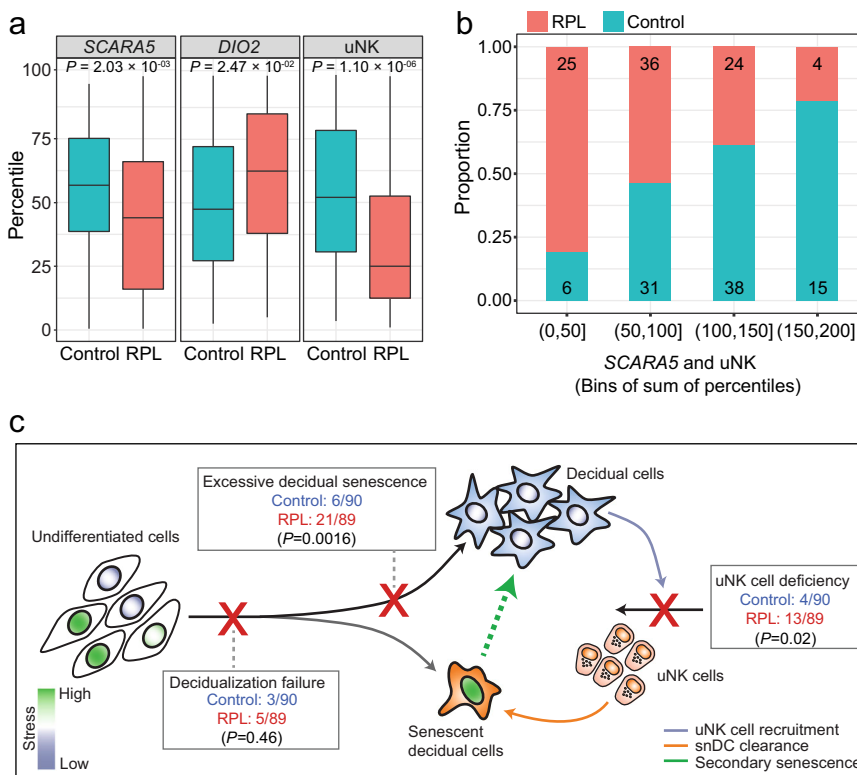 a
SCARA5
DIO2
uNK
P = 2.03 × 10⁻⁰³
P = 2.47 × 10⁻⁰²
P = 1.10 × 10⁻⁰⁶
Percentile
100
75
50
25
0
Control RPL
Control RPL
Control RPL
b
RPL
Control
Proportion
1.00
0.75
0.50
0.25
0.00
25
36
24
4
6
31
38
15
(0,50]
(50,100]
(100,150]
(150,200]
SCARA5 and uNK
(Bins of sum of percentiles)
c
Undifferentiated cells
Excessive decidual senescence
Control: 6/90
RPL: 21/89
(P=0.0016)
Decidual cells
uNK cell deficiency
Control: 4/90
RPL: 13/89
(P=0.02)
Decidualization failure
Control: 3/90
RPL: 5/89
(P=0.46)
Stress
High
Low
Senescent
decidual cells
uNK cells
uNK cell recruitment
snDC clearance
Secondary senescence